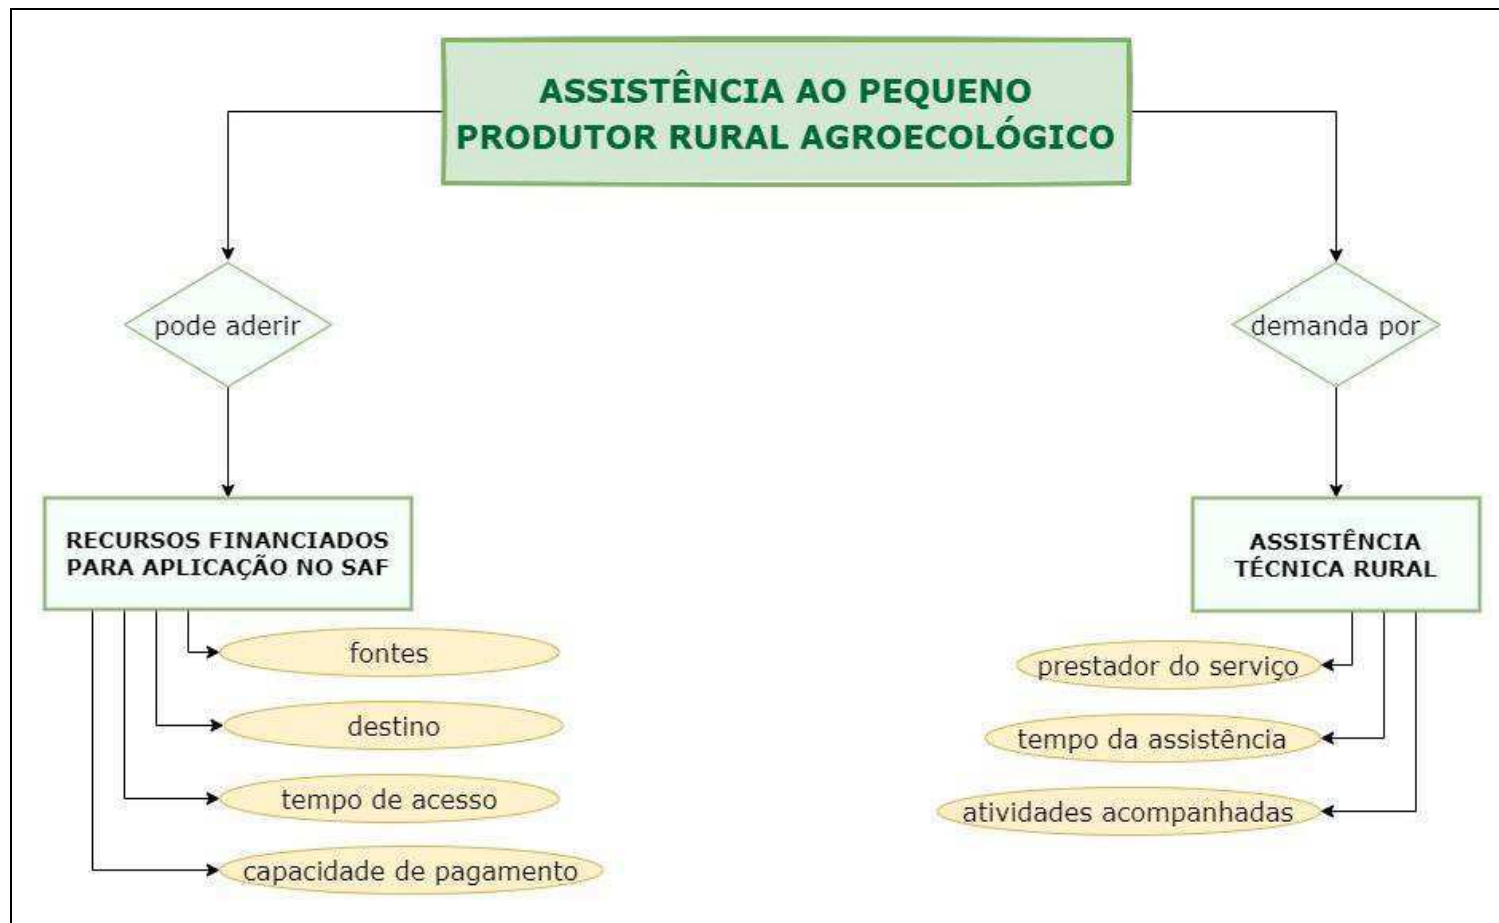 ASSISTÊNCIA AO PEQUENO
PRODUTOR RURAL AGROECOLÓGICO
pode aderir
demanda por
RECURSOS FINANCIADOS
PARA APLICAÇÃO NO SAF
ASSISTÊNCIA
TÉCNICA RURAL
fontes
destino
tempo de acesso
capacidade de pagamento
prestador do serviço
tempo da assistência
atividades acompanhadas